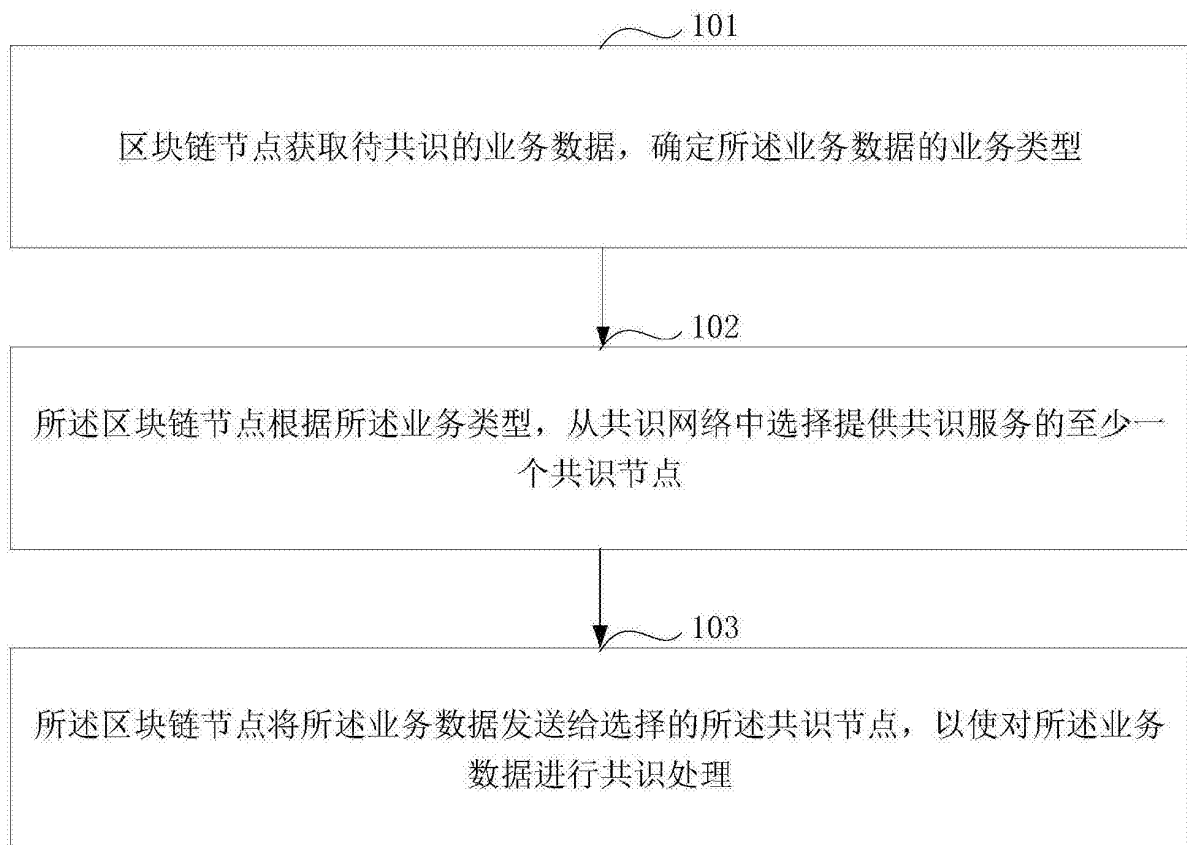 101
区块链节点获取待共识的业务数据，确定所述业务数据的业务类型
102
所述区块链节点根据所述业务类型，从共识网络中选择提供共识服务的至少一
个共识节点
103
所述区块链节点将所述业务数据发送给选择的所述共识节点，以使对所述业务
数据进行共识处理